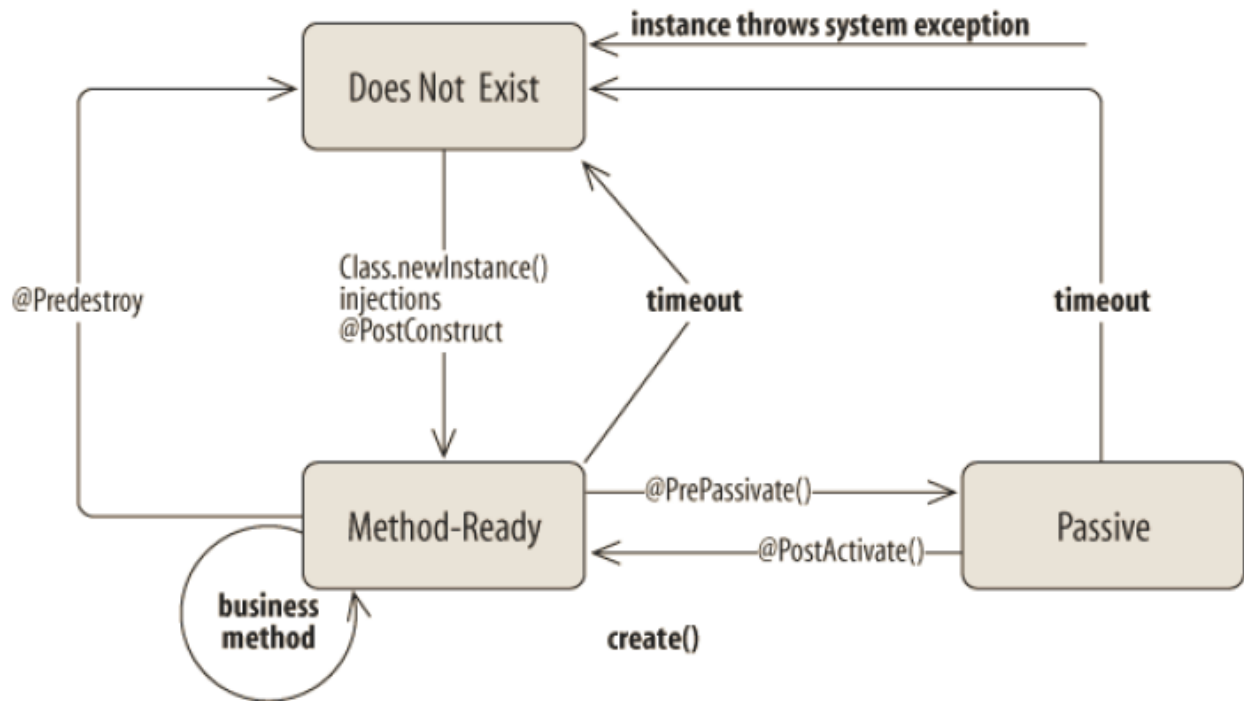 instance throws system exception
Does Not Exist
Class.newInstance()
injections
@PostConstruct
@Predestroy
timeout
timeout
@PrePassivate()
Method-Ready
Passive
@PostActivate()
business
method
create()